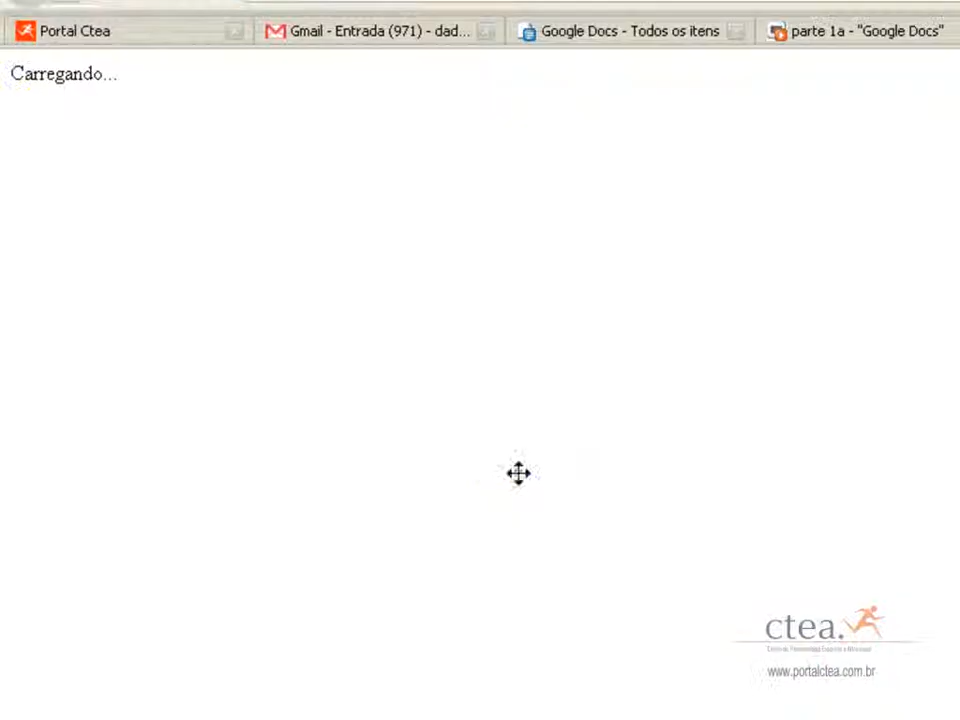 Portal Ctea
Gmail - Entrada (971) - dad...
Google Docs - Todos os itens
parte 1a - "Google Docs"
Carregando...
ctea.
www.portalctea.com.br